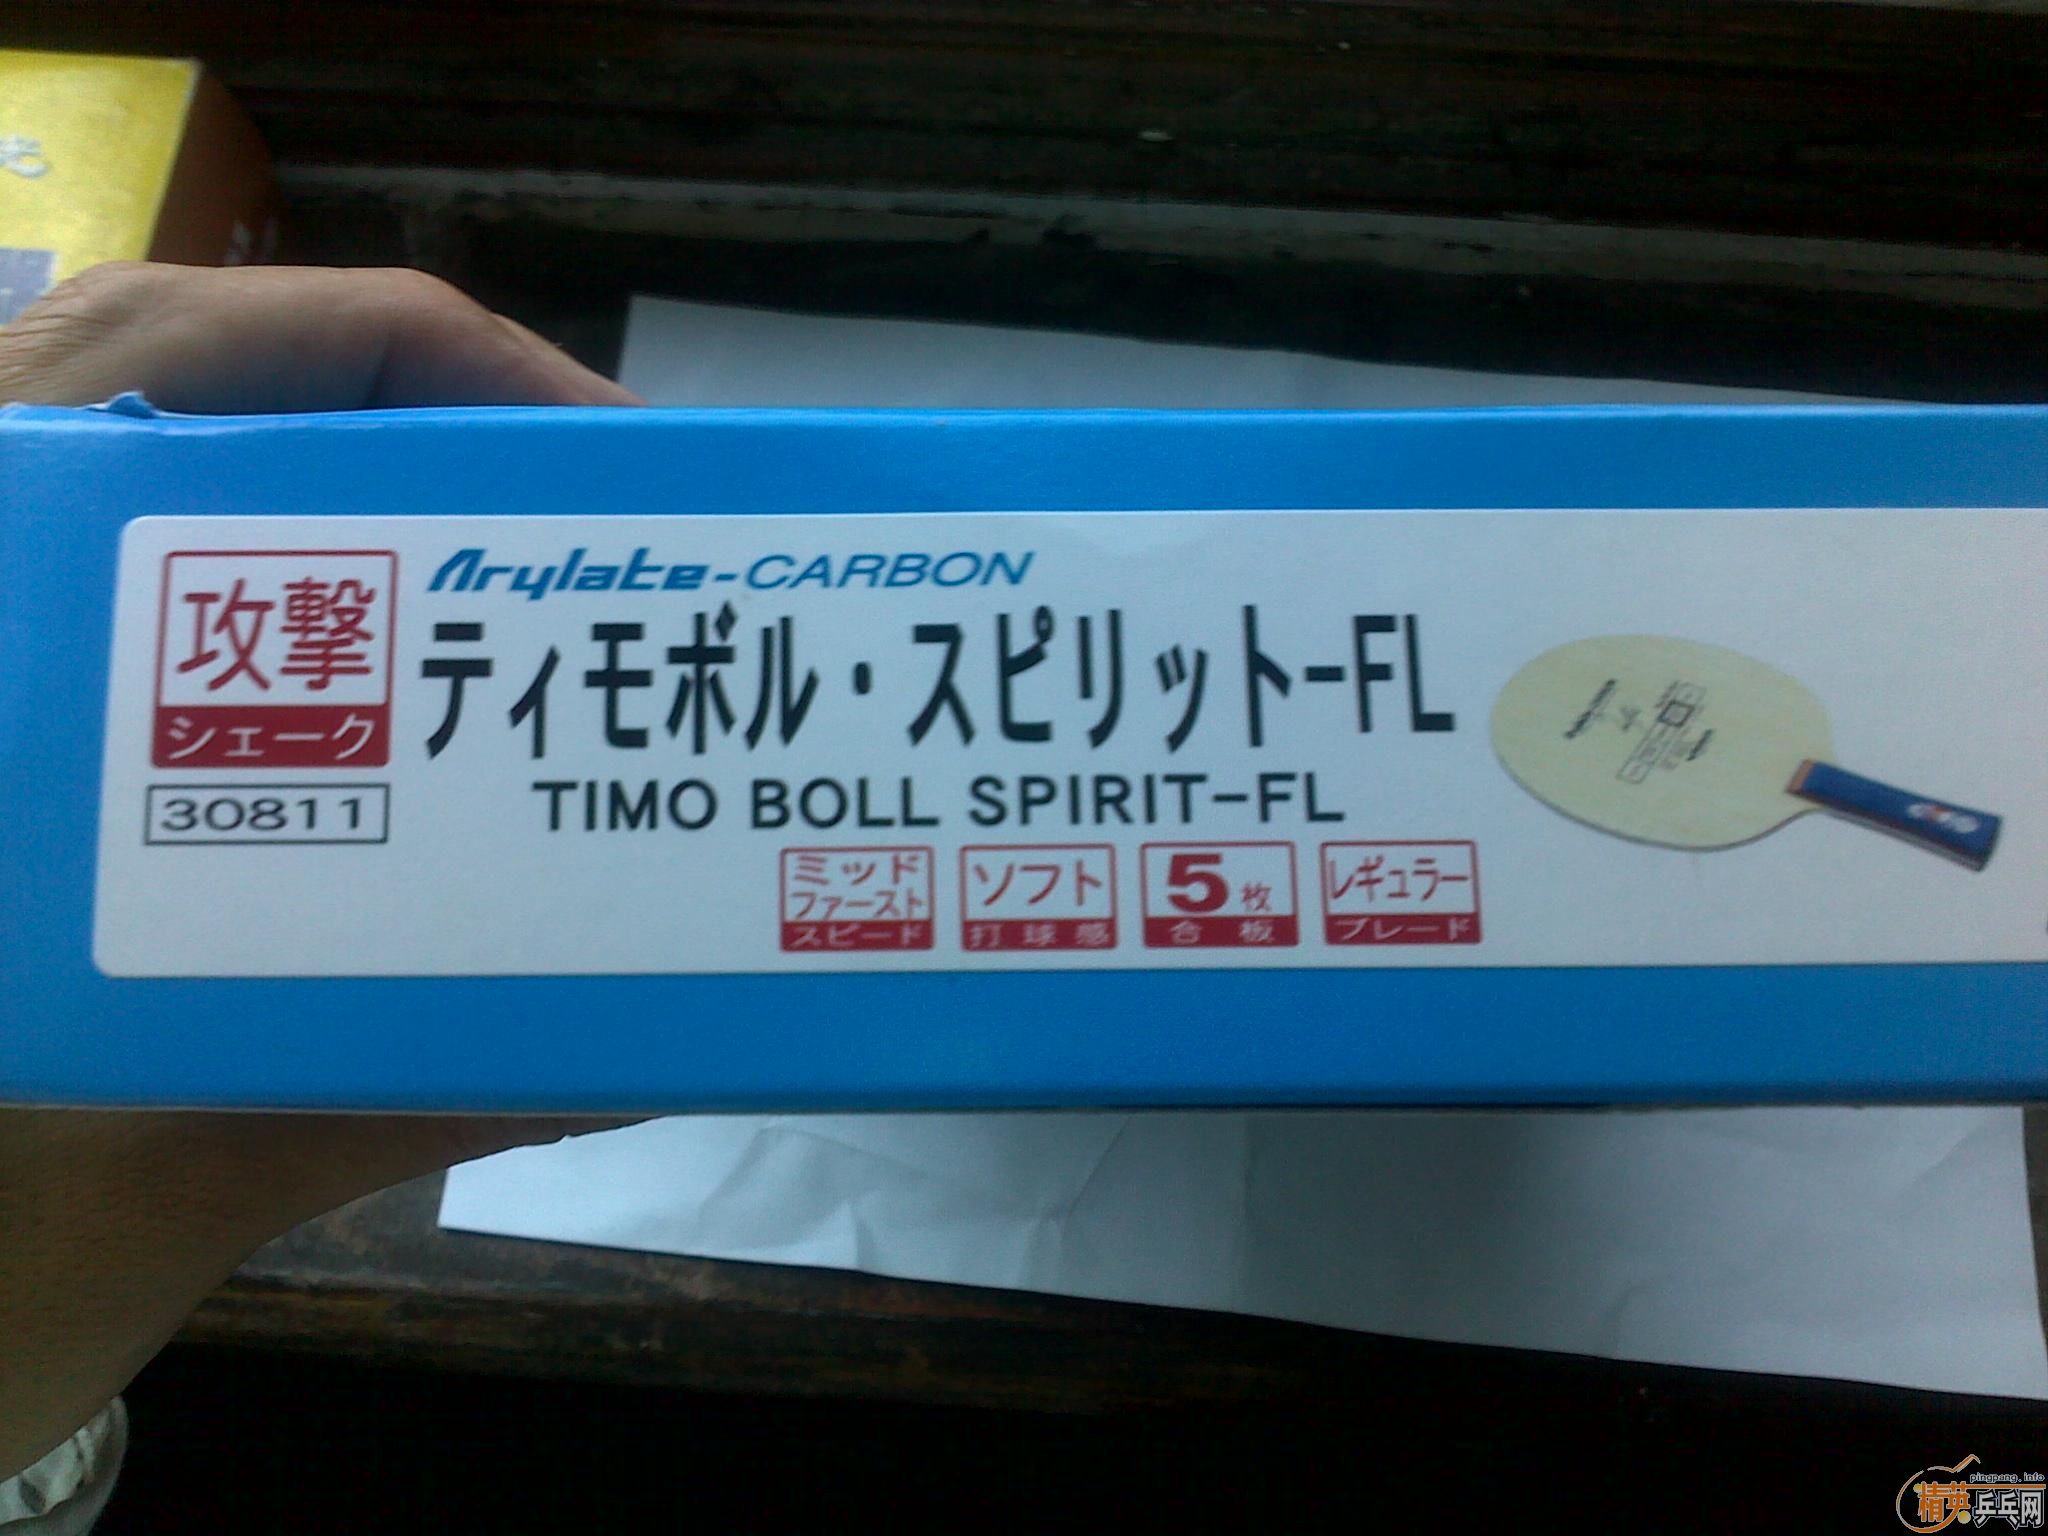 攻撃
シェーク
30811
Arylate-CARBON
ティモボル・スピリット-FL
TIMO BOLL SPIRIT-FL
ミッド
ファースト
スピード
ソフト
打球感
5枚
合板
レギュラー
ブレード
pingpang.info
精英乒乓网